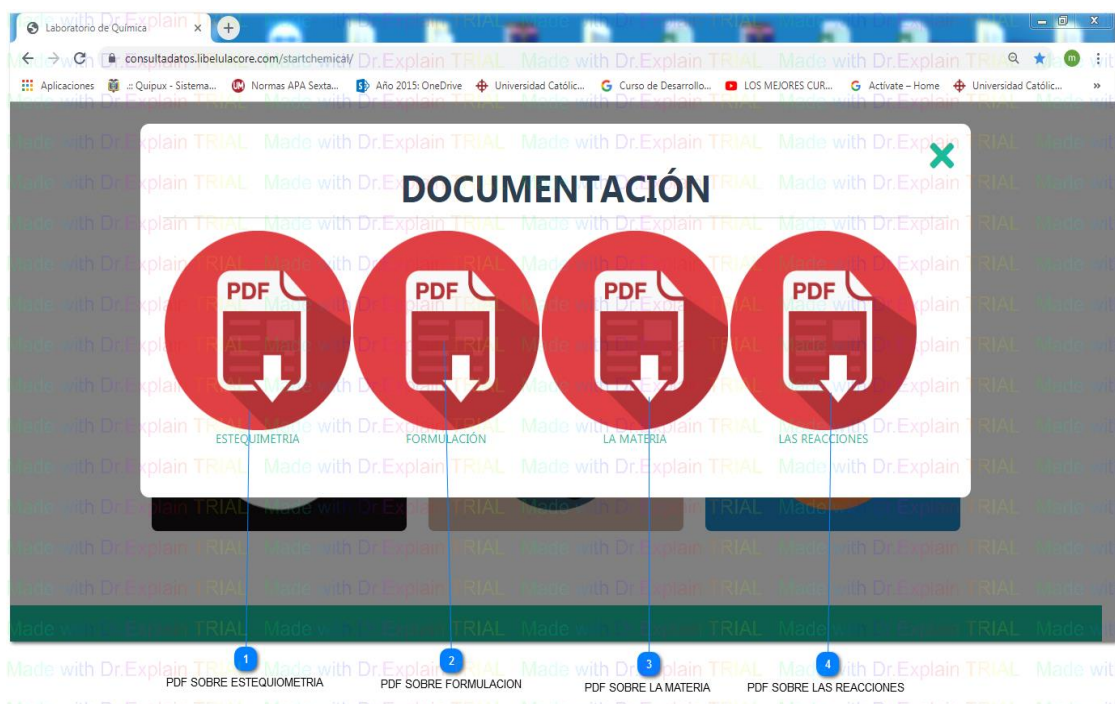 Laboratorio de Química
consultadatos.libelulacore.com/startchemical/
m
Aplicaciones .:: Quipux - Sistema... Normas APA Sexta... Año 2015: OneDrive Universidad Católic... Curso de Desarrollo... LOS MEJORES CUR... Activate – Home Universidad Católic... »
DOCUMENTACIÓN
PDF PDF PDF PDF
ESTEQUIMETRIA FORMULACIÓN LA MATERIA LAS REACCIONES
1 2 3 4
PDF SOBRE ESTEQUIOMETRIA PDF SOBRE FORMULACION PDF SOBRE LA MATERIA PDF SOBRE LAS REACCIONES
Made with Dr.Explain TRIAL